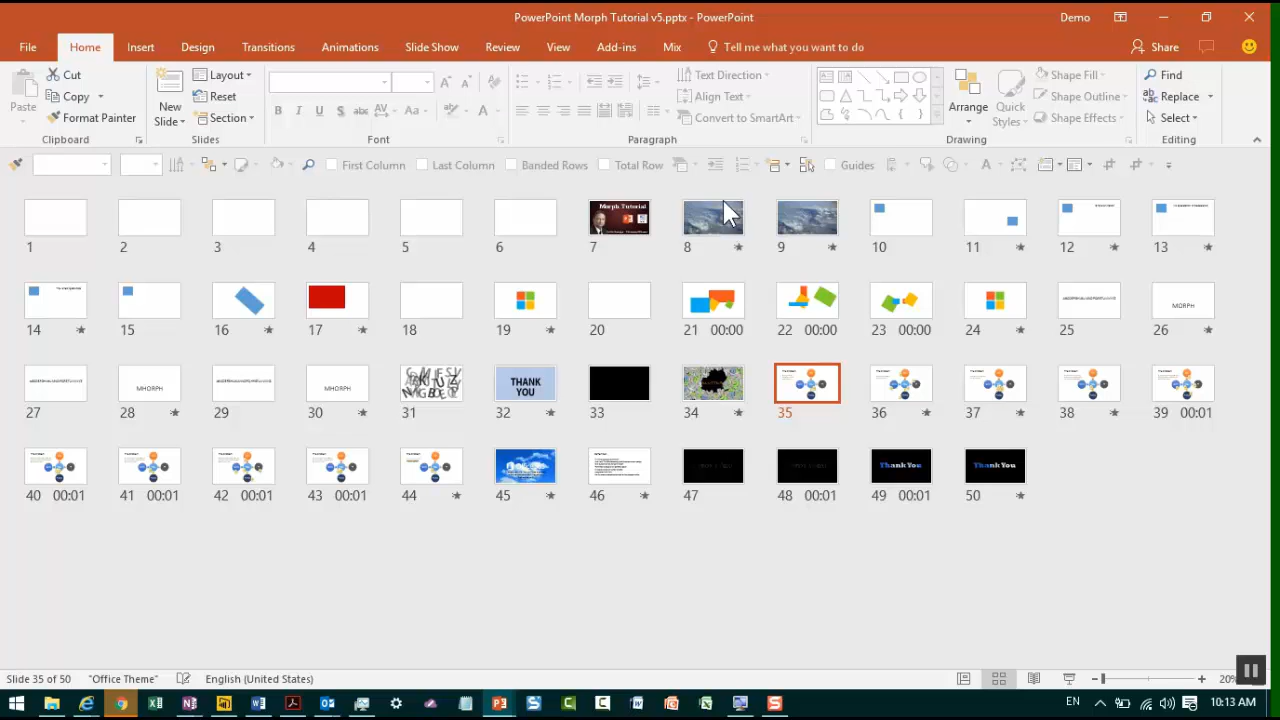 PowerPoint Morph Tutorial v5.pptx - PowerPoint
Demo
File
Home
Insert
Design
Transitions
Animations
Slide Show
Review
View
Add-ins
Mix
Tell me what you want to do
Share
Paste
Cut
Copy
Format Painter
Clipboard
New
Slide
Layout
Reset
Section
Slides
B I U S abc AV Aa A
Font
Text Direction
Align Text
Convert to SmartArt
Paragraph
Arrange
Quick
Styles
Shape Fill
Shape Outline
Shape Effects
Drawing
Find
Replace
Select
Editing
First Column
Last Column
Banded Rows
Total Row
Guides
Morph Tutorial
1 2 3 4 5 6 7 8 9 10 11 12 13
MORPH
14 15 16 17 18 19 20 21 00:00 22 00:00 23 00:00 24 25 26
MHORPH
MHORPH
THANK
YOU
27 28 29 30 31 32 33 34 35 36 37 38 39 00:01
Thank You
Thank You
40 00:01 41 00:01 42 00:01 43 00:01 44 45 46 47 48 00:01 49 00:01 50
Slide 35 of 50
"Office Theme"
English (United States)
EN
10:13 AM